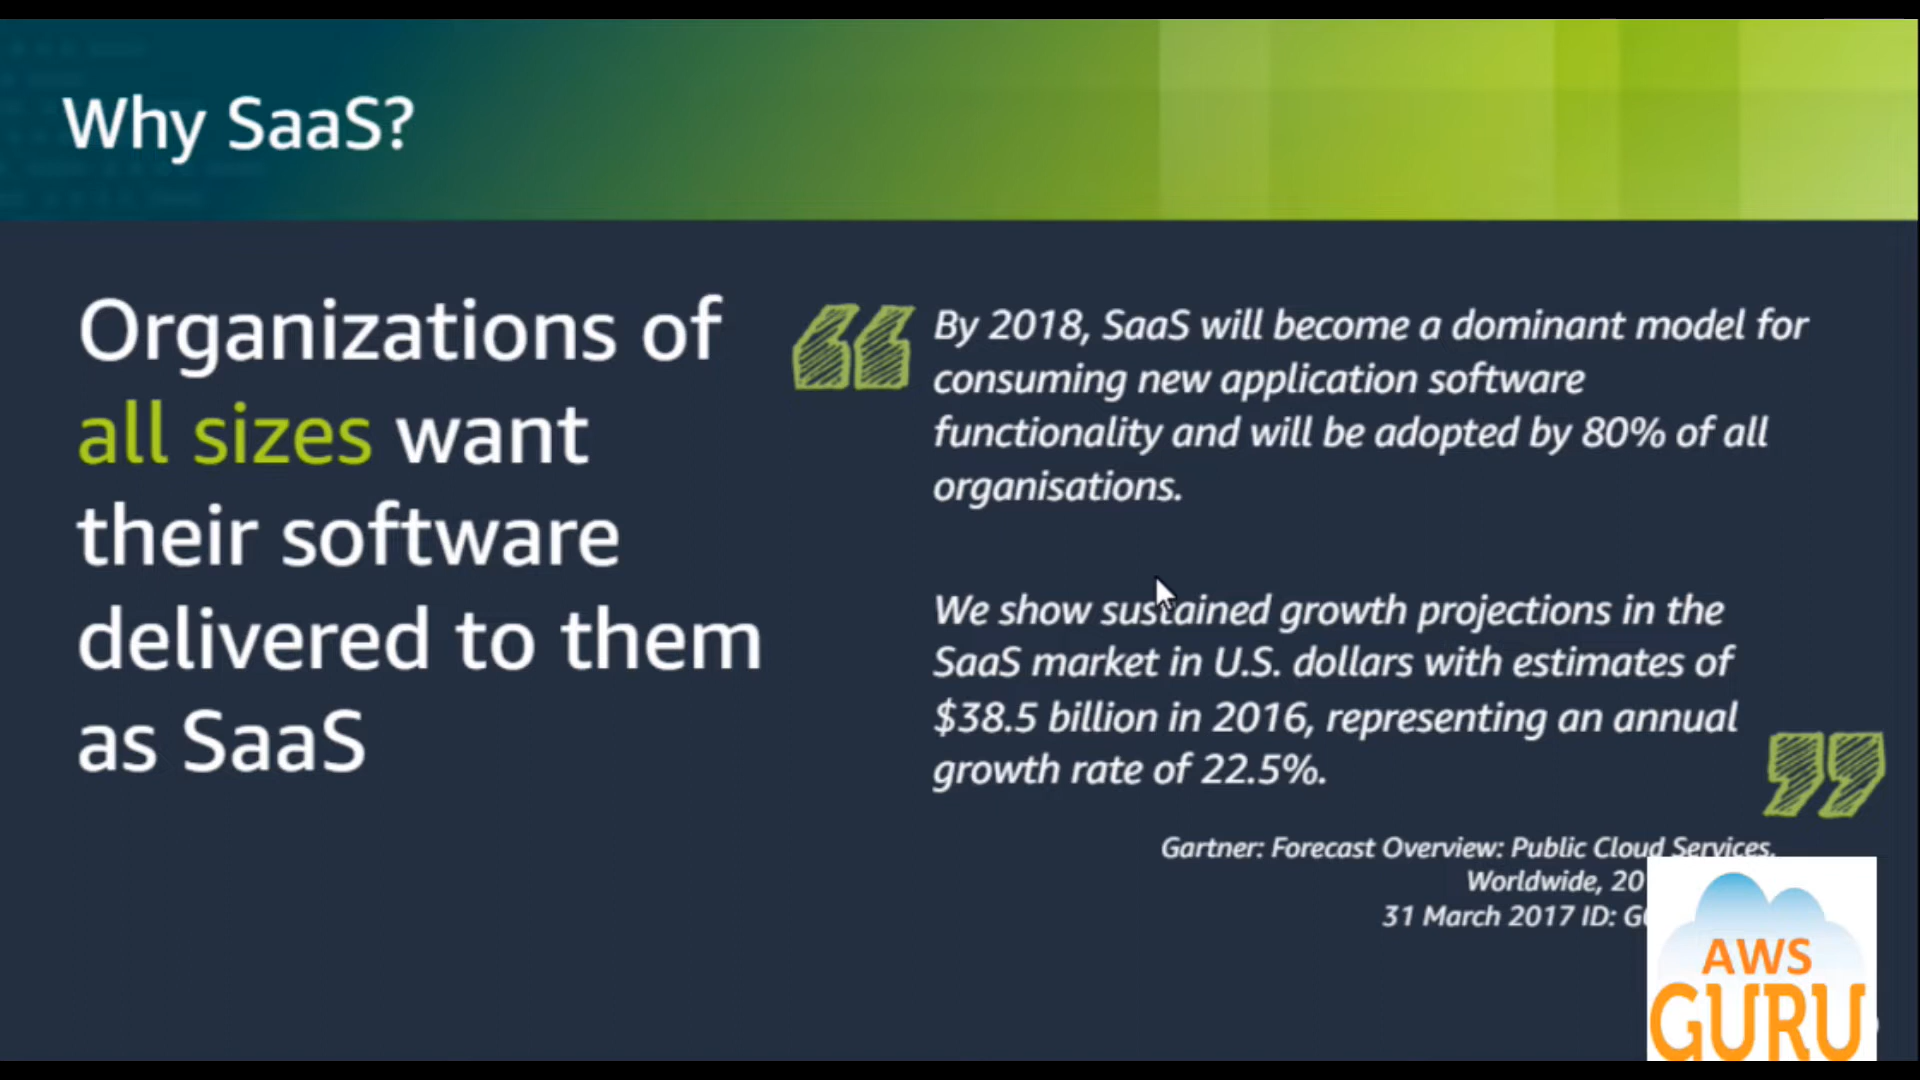 Why SaaS?
Organizations of
all sizes want
their software
delivered to them
as SaaS
By 2018, SaaS will become a dominant model for
consuming new application software
functionality and will be adopted by 80% of all
organisations.
We show sustained growth projections in the
SaaS market in U.S. dollars with estimates of
$38.5 billion in 2016, representing an annual
growth rate of 22.5%.
Gartner: Forecast Overview: Public Cloud Services,
Worldwide,
31 March 2017 ID:
AWS
GURU